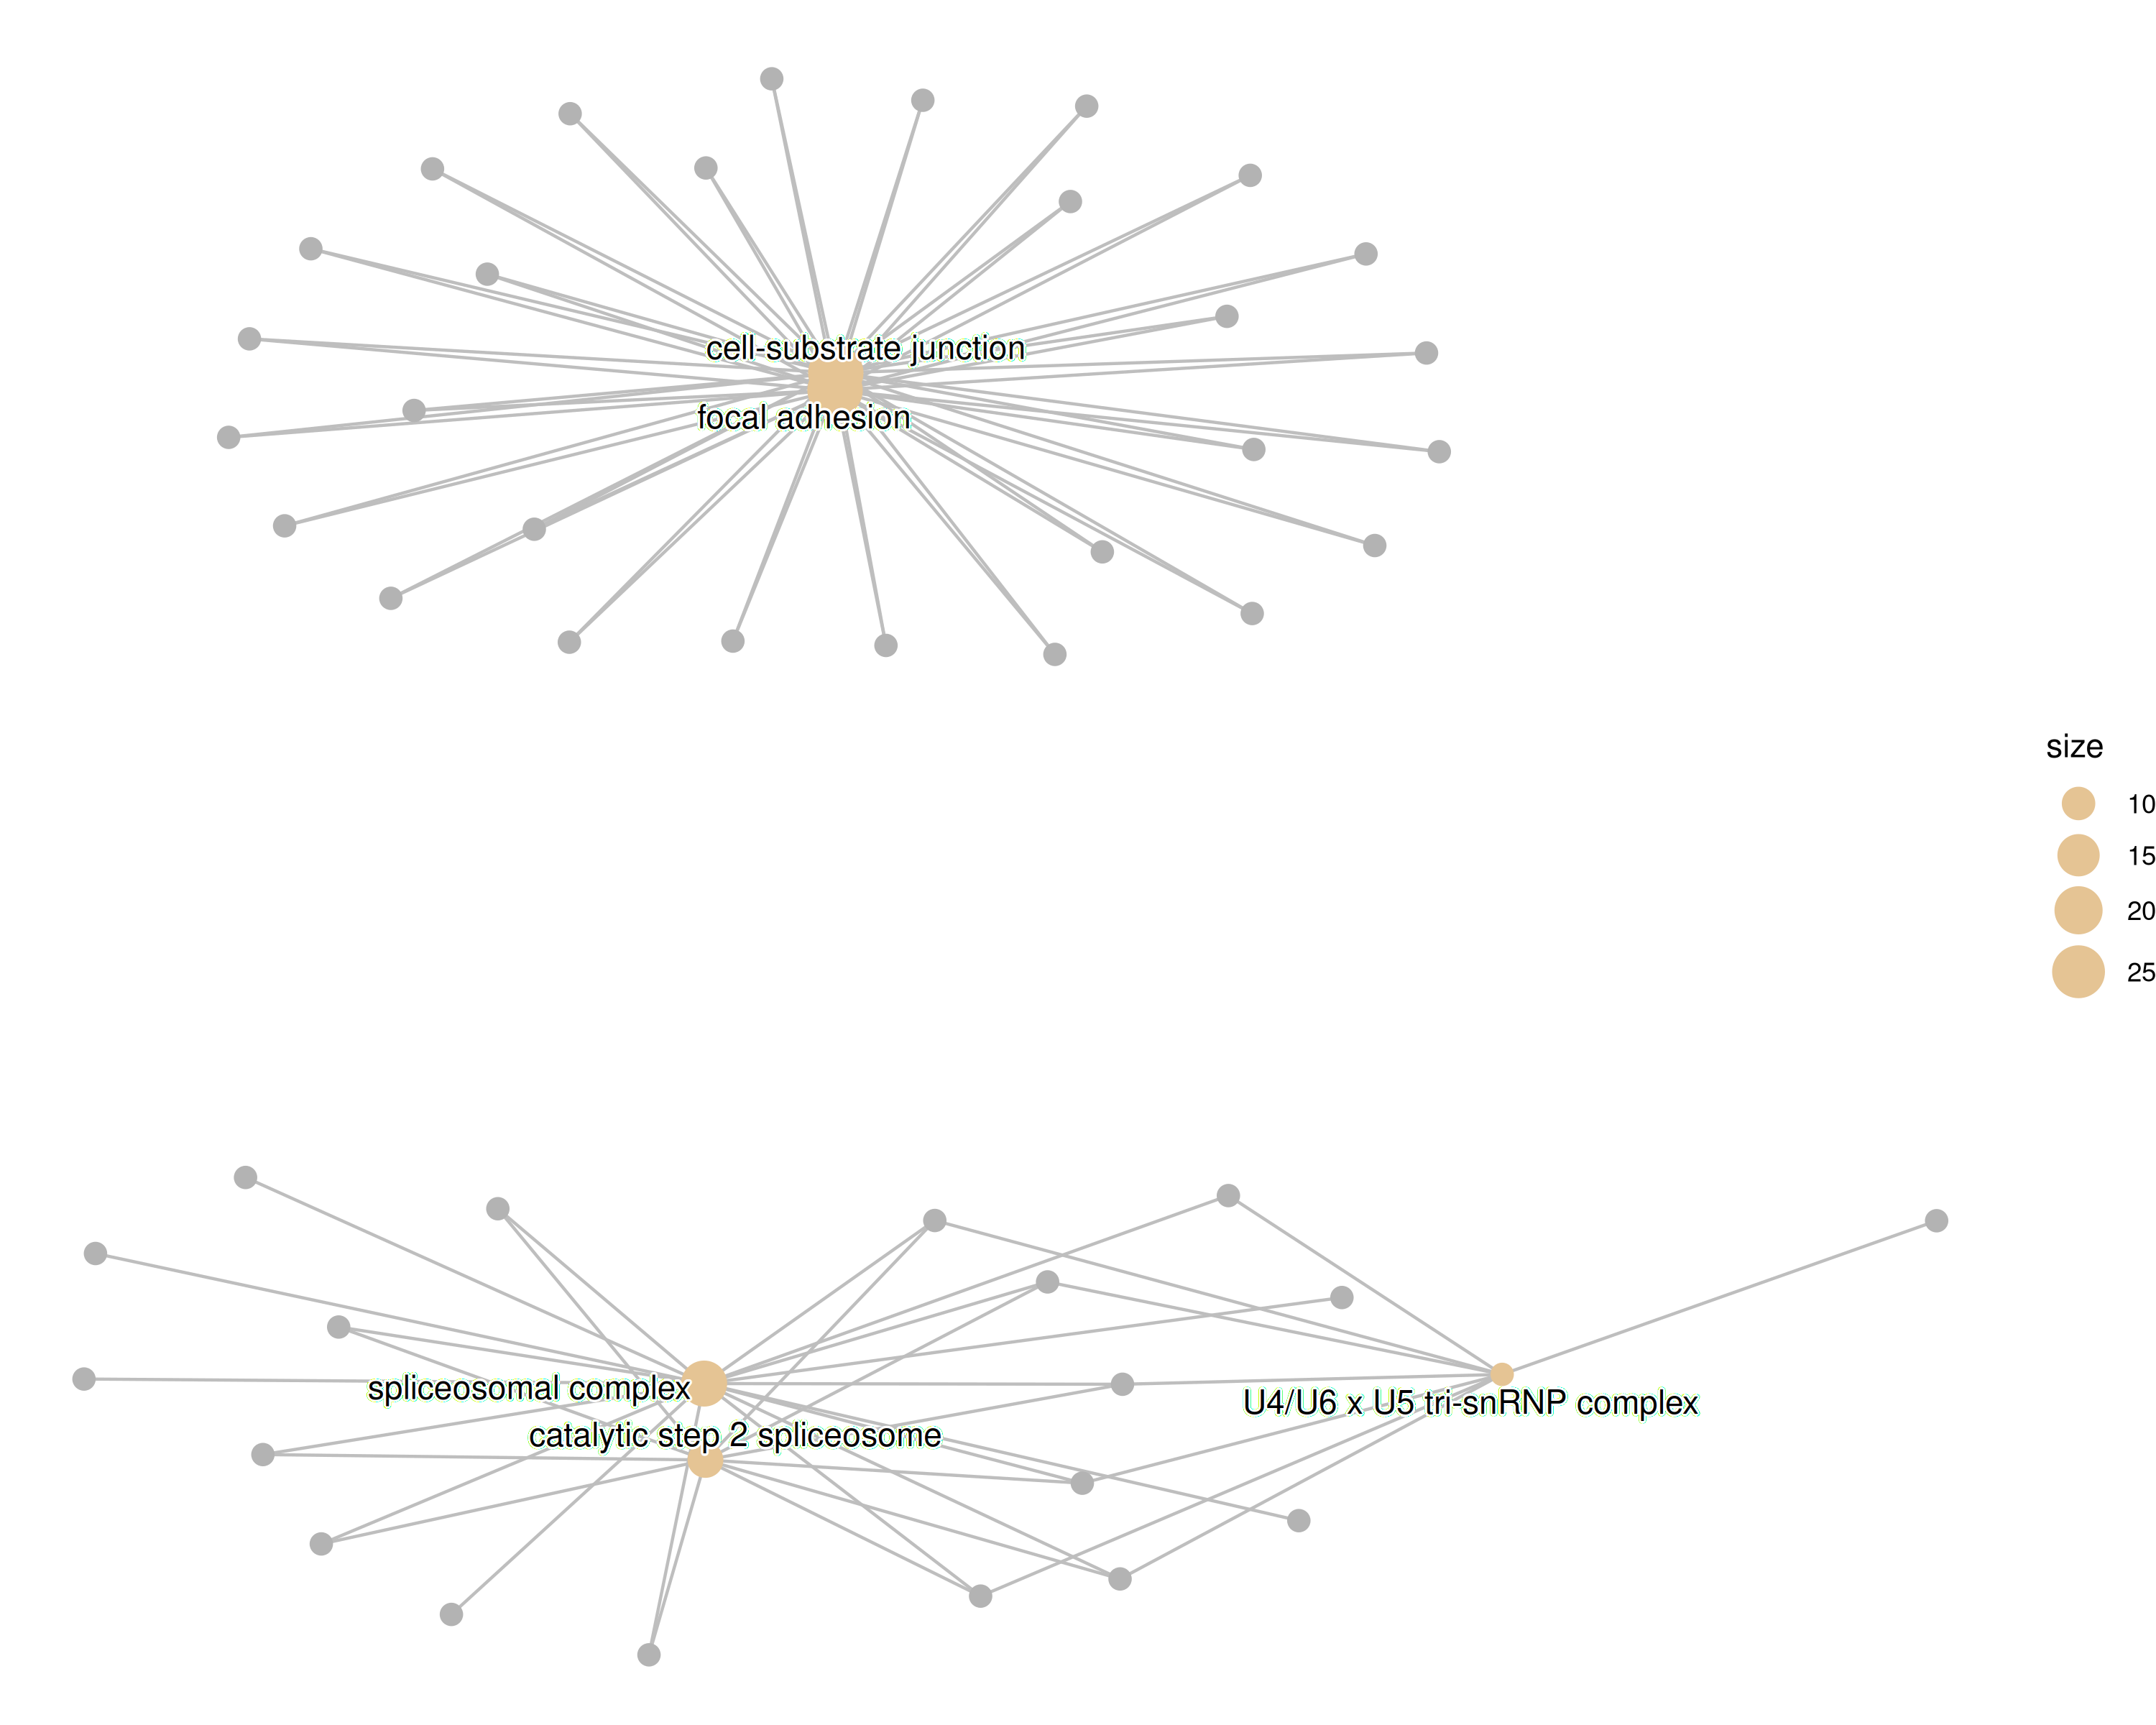 cell-substrate junction
focal adhesion
size
10
15
20
25
spliceosomal complex
U4/U6 x U5 tri-snRNP complex
catalytic step 2 spliceosome